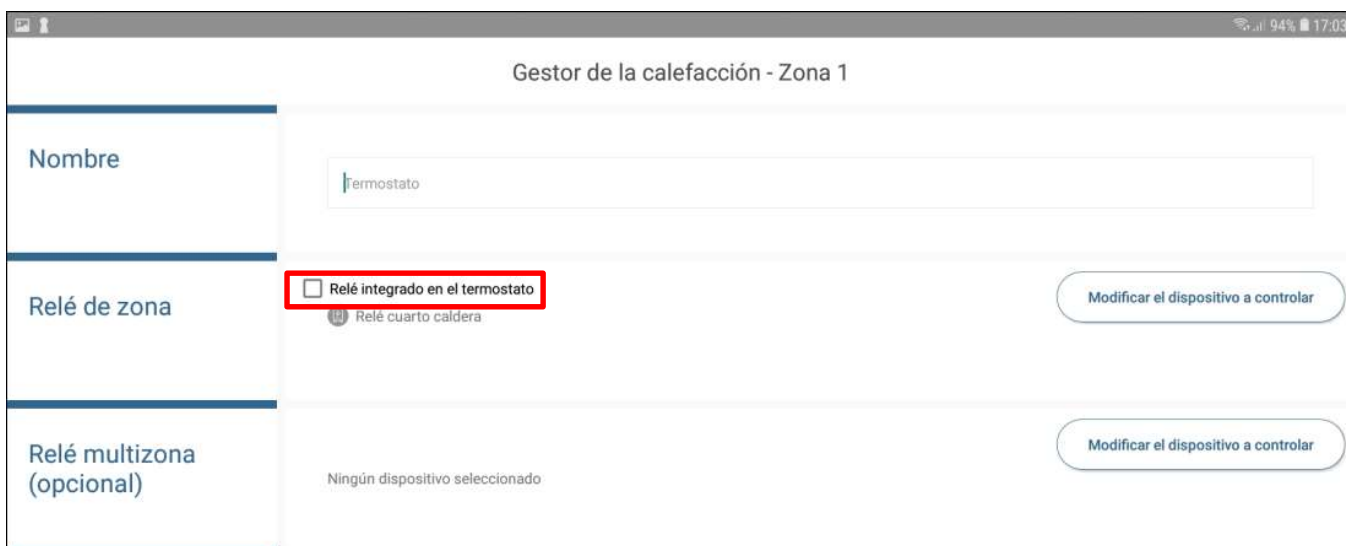 94% 17:03
Gestor de la calefacción - Zona 1
Nombre
Termostato
Relé de zona
Relé integrado en el termostato
Relé cuarto caldera
Modificar el dispositivo a controlar
Relé multizona
(opcional)
Ningún dispositivo seleccionado
Modificar el dispositivo a controlar